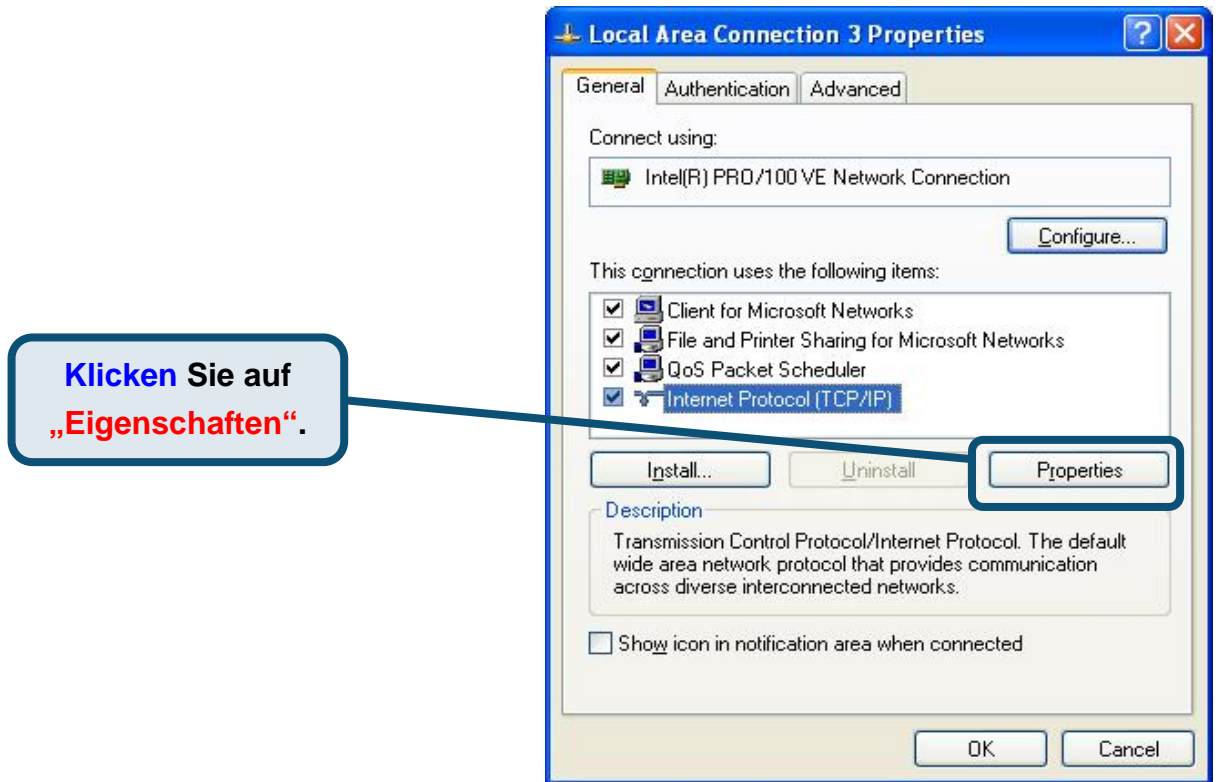 Local Area Connection 3 Properties
General Authentication Advanced
Connect using:
Intel(R) PRO/100 VE Network Connection
Configure...
This connection uses the following items:
Client for Microsoft Networks
File and Printer Sharing for Microsoft Networks
QoS Packet Scheduler
Internet Protocol (TCP/IP)
Klicken Sie auf
„Eigenschaften“.
Install... Uninstall Properties
Description
Transmission Control Protocol/Internet Protocol. The default
wide area network protocol that provides communication
across diverse interconnected networks.
Show icon in notification area when connected
OK Cancel